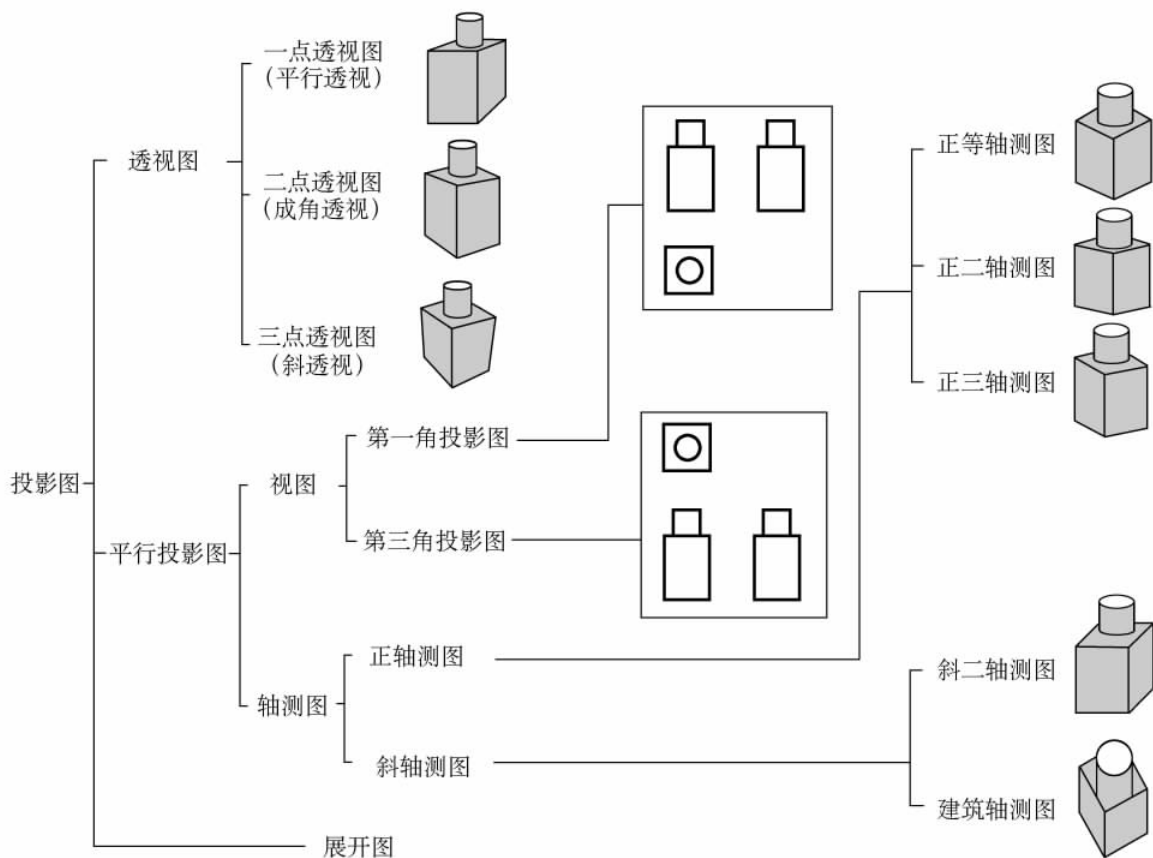 一点透视图
（平行透视）
透视图
二点透视图
（成角透视）
三点透视图
（斜透视）
正等轴测图
正二轴测图
正三轴测图
第一角投影图
投影图
视图
第三角投影图
平行投影图
正轴测图
轴测图
斜轴测图
斜二轴测图
建筑轴测图
展开图